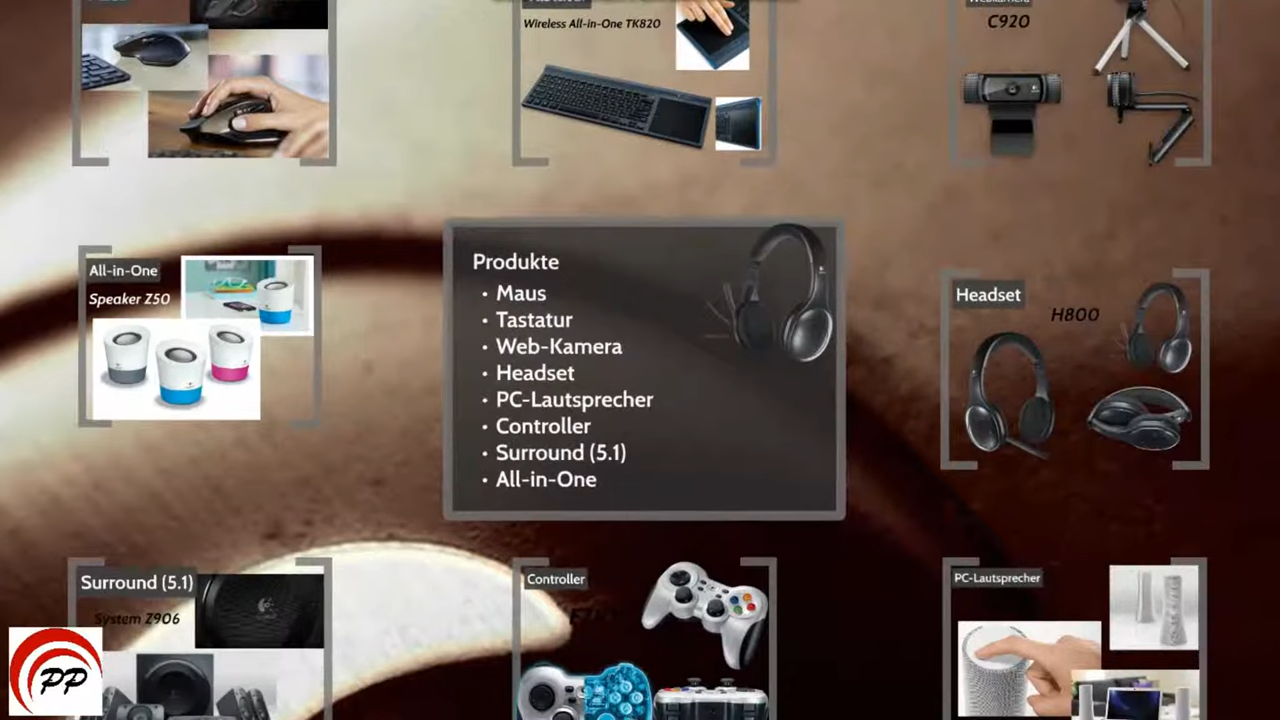 Wireless All-in-One TK820
C920
All-in-One
Speaker Z50
Produkte
• Maus
• Tastatur
• Web-Kamera
• Headset
• PC-Lautsprecher
• Controller
• Surround (5.1)
• All-in-One
Headset
H800
Surround (5.1)
System Z906
Controller
PC-Lautsprecher
PP